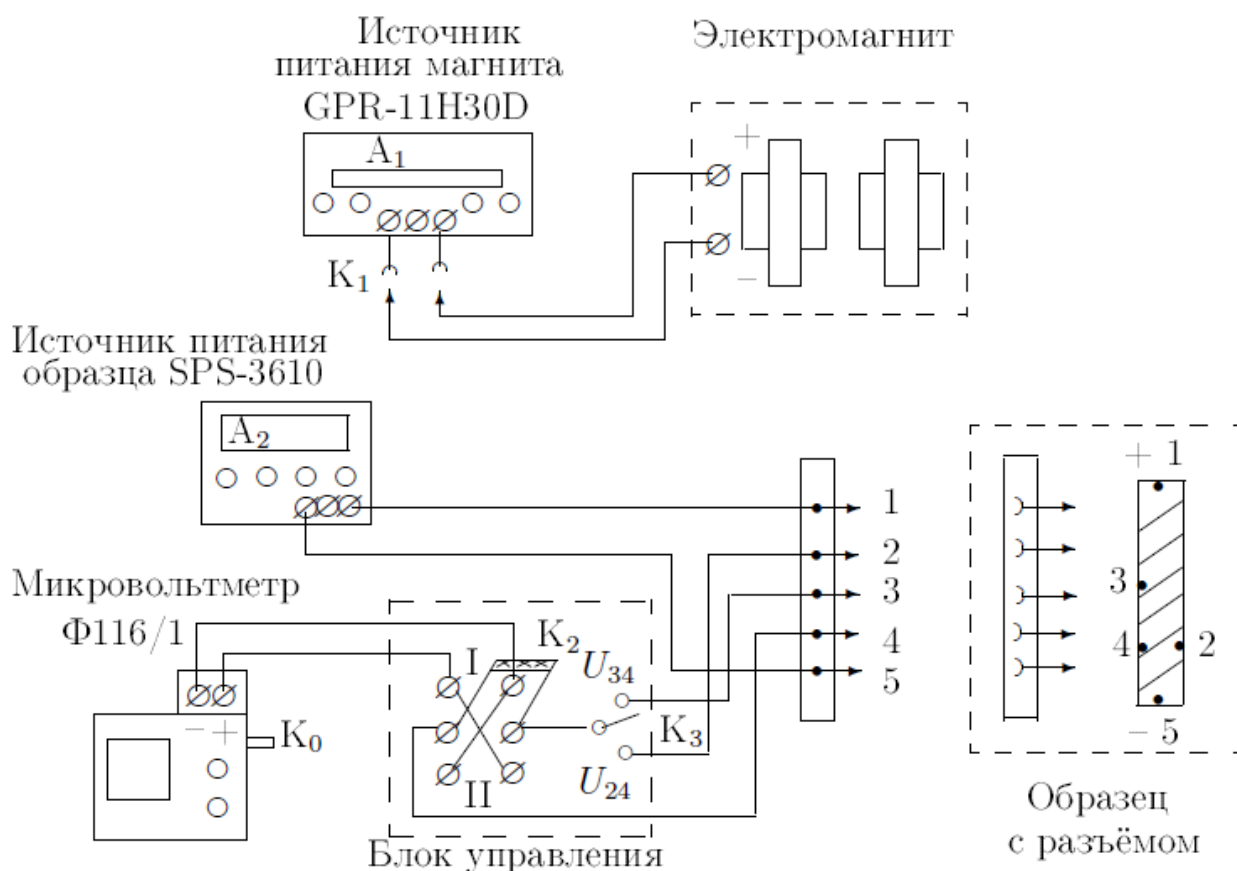 Источник
питания магнита
GPR-11H30D
A₁
K₁
Электромагнит
+
−
Источник питания
образца SPS-3610
A₂
Микровольтметр
Ф116/1
− +
K₀
I
K₂
II
U₃₄
K₃
U₂₄
Блок управления
1
2
3
4
5
+ 1
3
4
2
− 5
Образец
с разъёмом